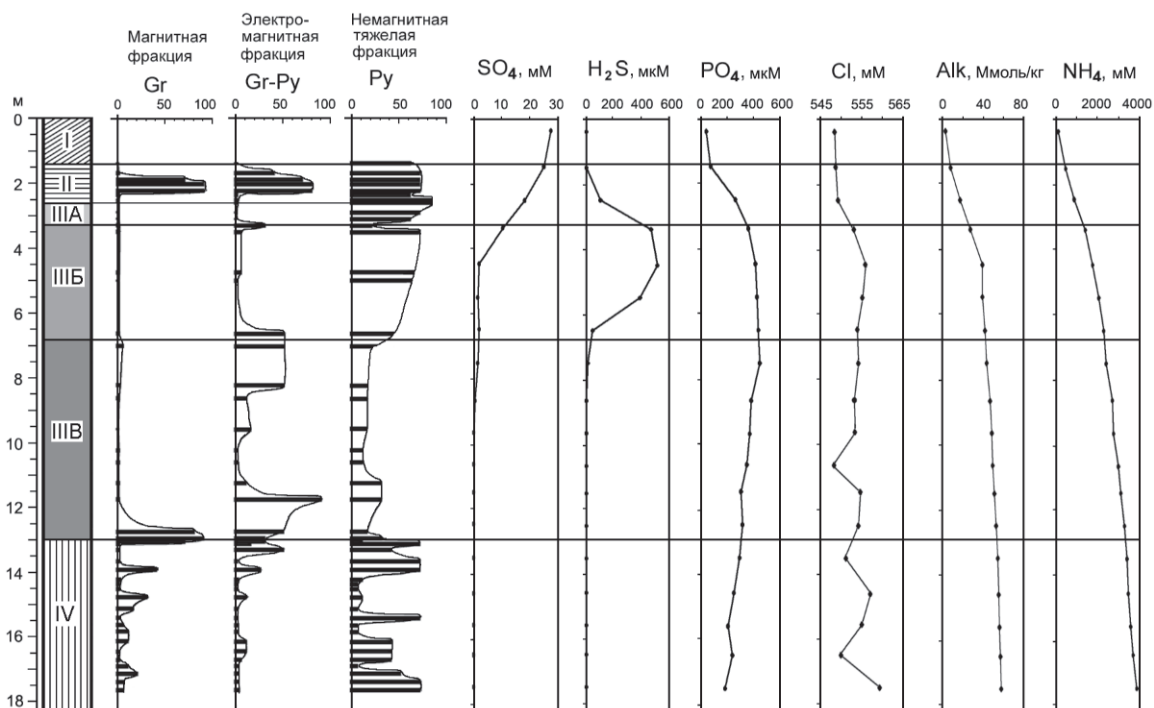 Магнитная
фракция
Gr
Электро-
магнитная
фракция
Gr-Py
Немагнитная
тяжелая
фракция
Py
SO₄, мМ
H₂S, мкМ
PO₄, мкМ
Cl, мМ
Alk, Ммоль/кг
NH₄, мМ
м
0 50 100
0 50 100
0 50 100
0 10 20 30
0 200 400 600
0 200 400 600
545 555 565
0 40 80
0 2000 4000
0
2
4
6
8
10
12
14
16
18
I
II
IIIА
IIIБ
IIIВ
IV